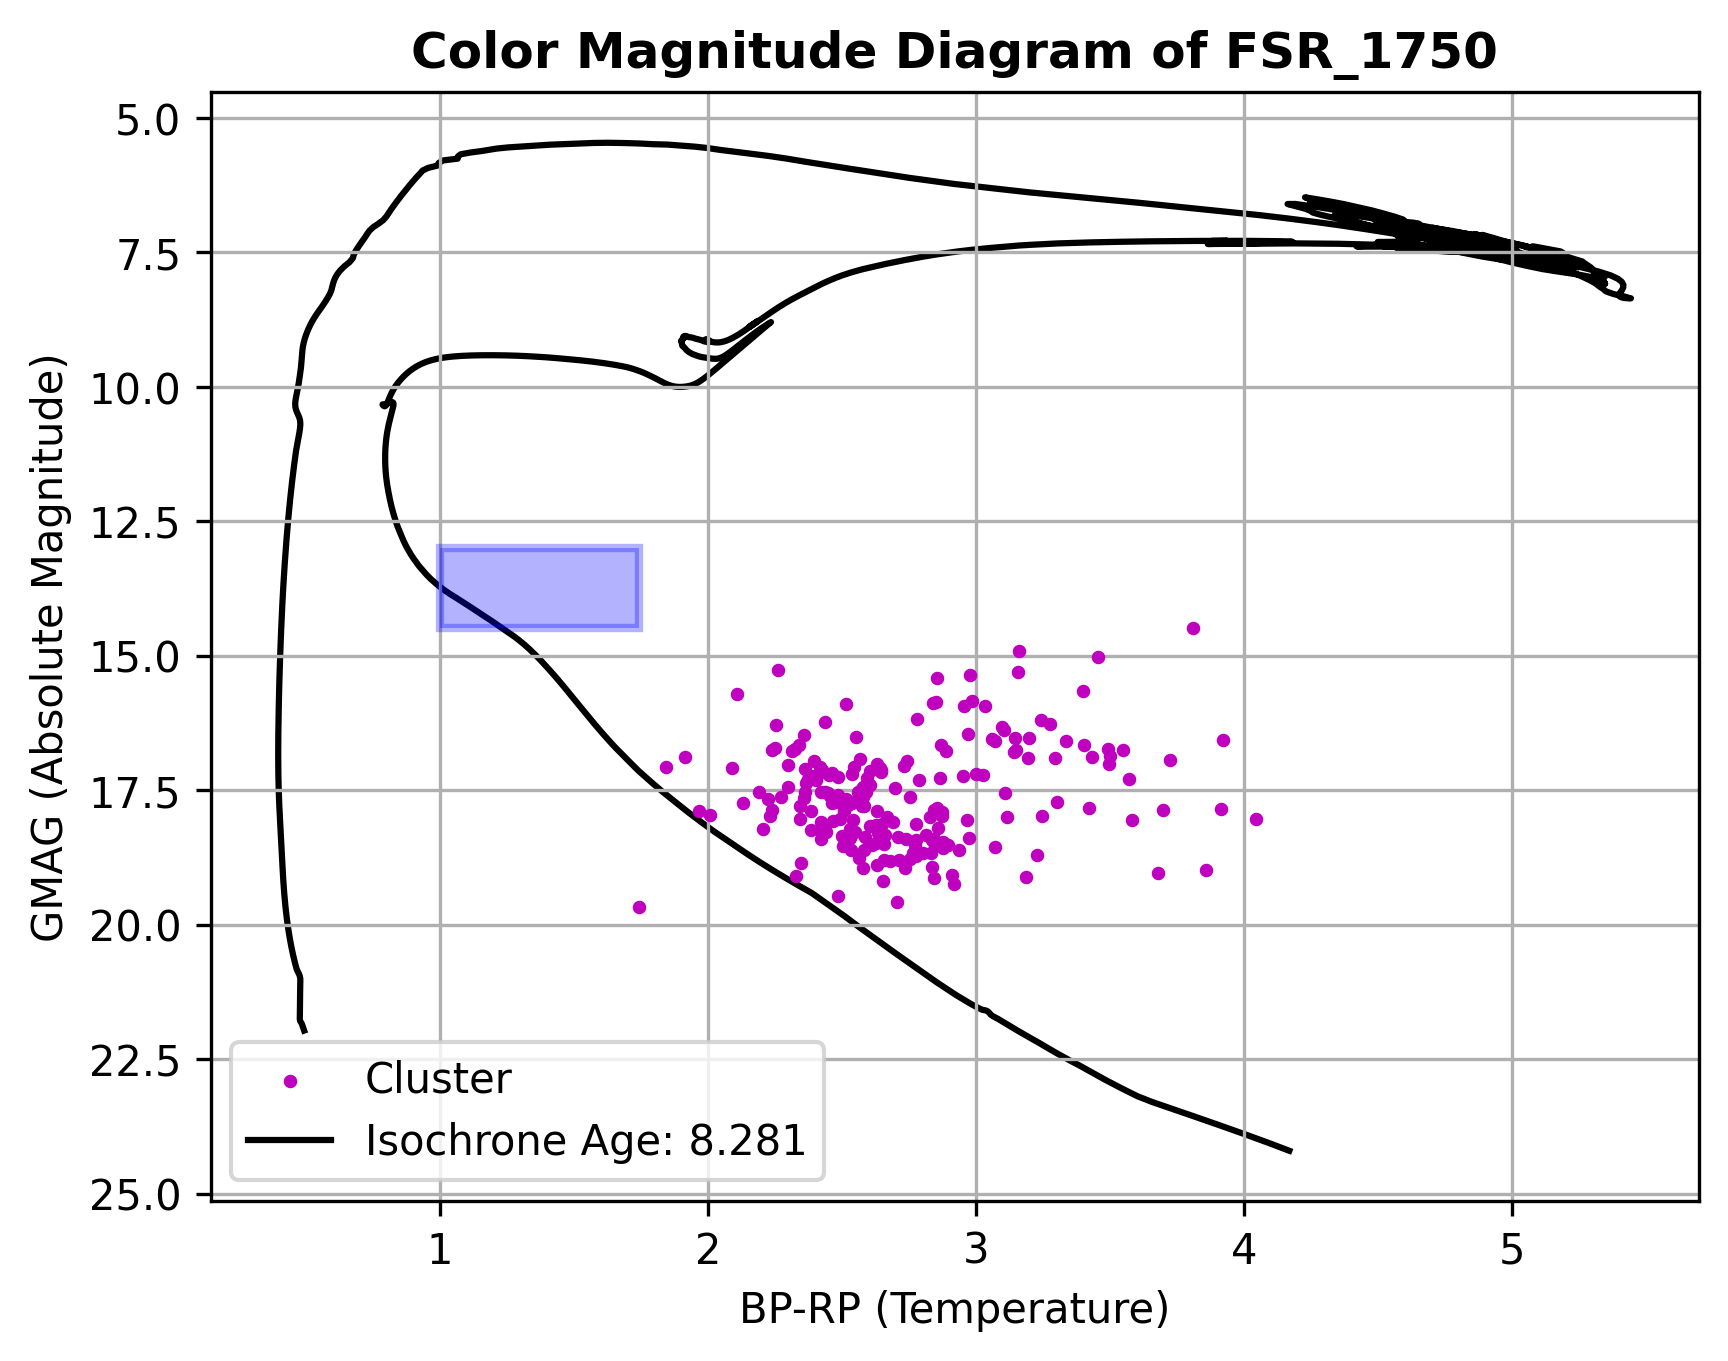 Color Magnitude Diagram of FSR_1750
GMAG (Absolute Magnitude)
5.0
7.5
10.0
12.5
15.0
17.5
20.0
22.5
25.0
Cluster
Isochrone Age: 8.281
1 2 3 4 5
BP-RP (Temperature)